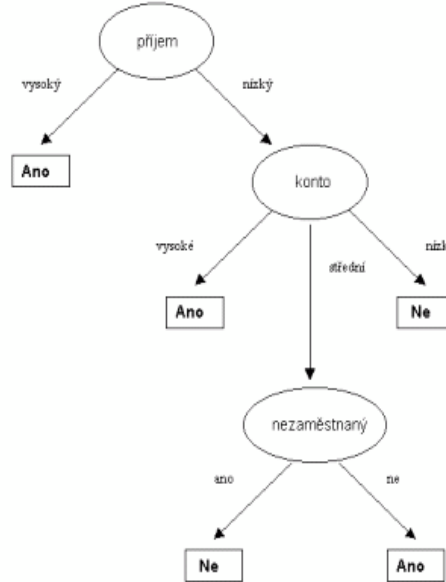 příjem
vysoký
nízký
Ano
konto
vysoké
střední
Ano
Ne
nezaměstnaný
ano
ne
Ne
Ano